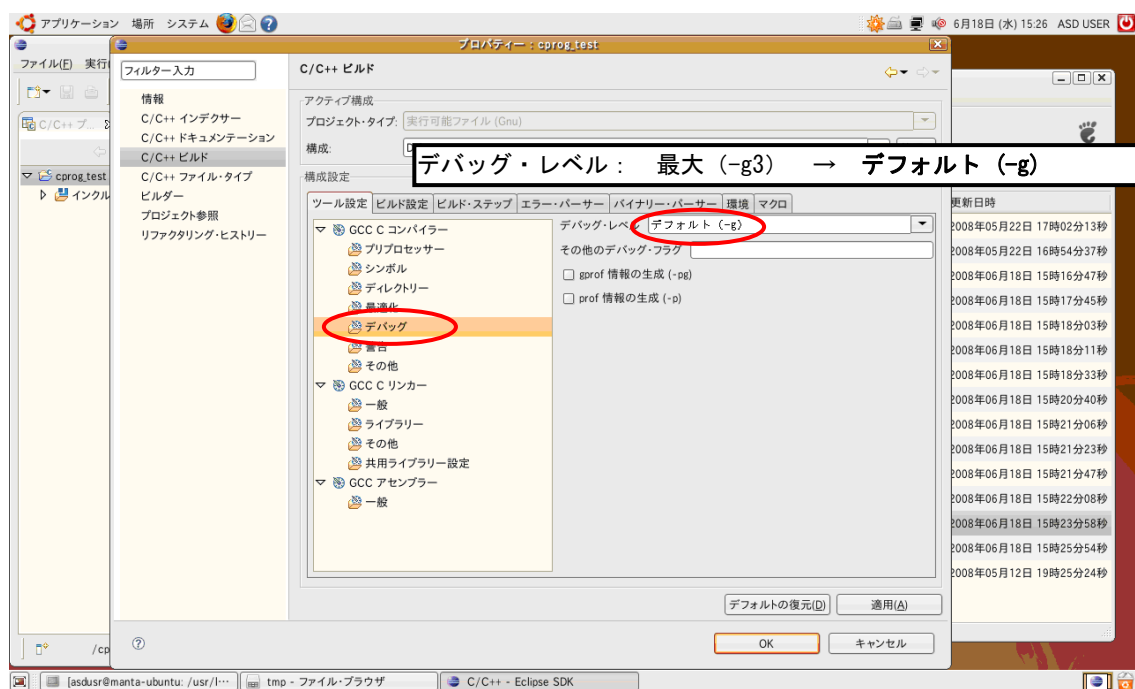 アプリケーション 場所 システム
6月18日 (水) 15:26 ASD USER
プロパティー : cprog_test
ファイル(F) 実行
フィルター入力
C/C++ ビルド
情報
C/C++ インデクサー
C/C++ ドキュメンテーション
C/C++ ビルド
C/C++ ファイル・タイプ
ビルダー
プロジェクト参照
リファクタリング・ヒストリー
C/C++ プ...
cprog_test
インクル
アクティブ構成
プロジェクト・タイプ: 実行可能ファイル (Gnu)
構成:
デバッグ・レベル： 最大（-g3） → デフォルト（-g）
構成設定
ツール設定 ビルド設定 ビルド・ステップ エラー・パーサー バイナリー・パーサー 環境 マクロ
GCC C コンパイラー
プリプロセッサー
シンボル
ディレクトリー
最適化
デバッグ
警告
その他
GCC C リンカー
一般
ライブラリー
その他
共用ライブラリー設定
GCC アセンブラー
一般
デバッグ・レベル デフォルト (-g)
その他のデバッグ・フラグ
gprof 情報の生成 (-pg)
prof 情報の生成 (-p)
更新日時
2008年05月22日 17時02分13秒
2008年05月22日 16時54分37秒
2008年06月18日 15時16分47秒
2008年06月18日 15時17分45秒
2008年06月18日 15時18分03秒
2008年06月18日 15時18分11秒
2008年06月18日 15時18分33秒
2008年06月18日 15時20分40秒
2008年06月18日 15時21分06秒
2008年06月18日 15時21分23秒
2008年06月18日 15時21分47秒
2008年06月18日 15時22分08秒
2008年06月18日 15時23分58秒
2008年06月18日 15時25分54秒
2008年05月12日 19時25分24秒
デフォルトの復元(D) 適用(A)
OK キャンセル
/cp
[asdusr@manta-ubuntu: /usr/l… tmp - ファイル・ブラウザ C/C++ - Eclipse SDK